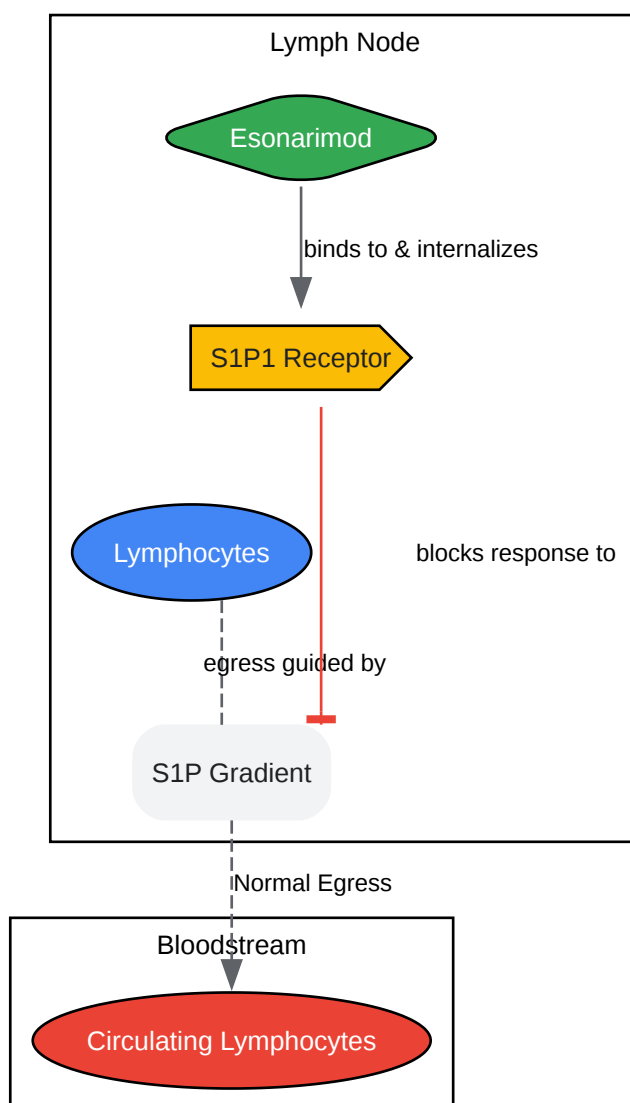 Lymph Node
Esonarimod
binds to & internalizes
S1P1 Receptor
Lymphocytes
blocks response to
egress guided by
S1P Gradient
Normal Egress
Bloodstream
Circulating Lymphocytes